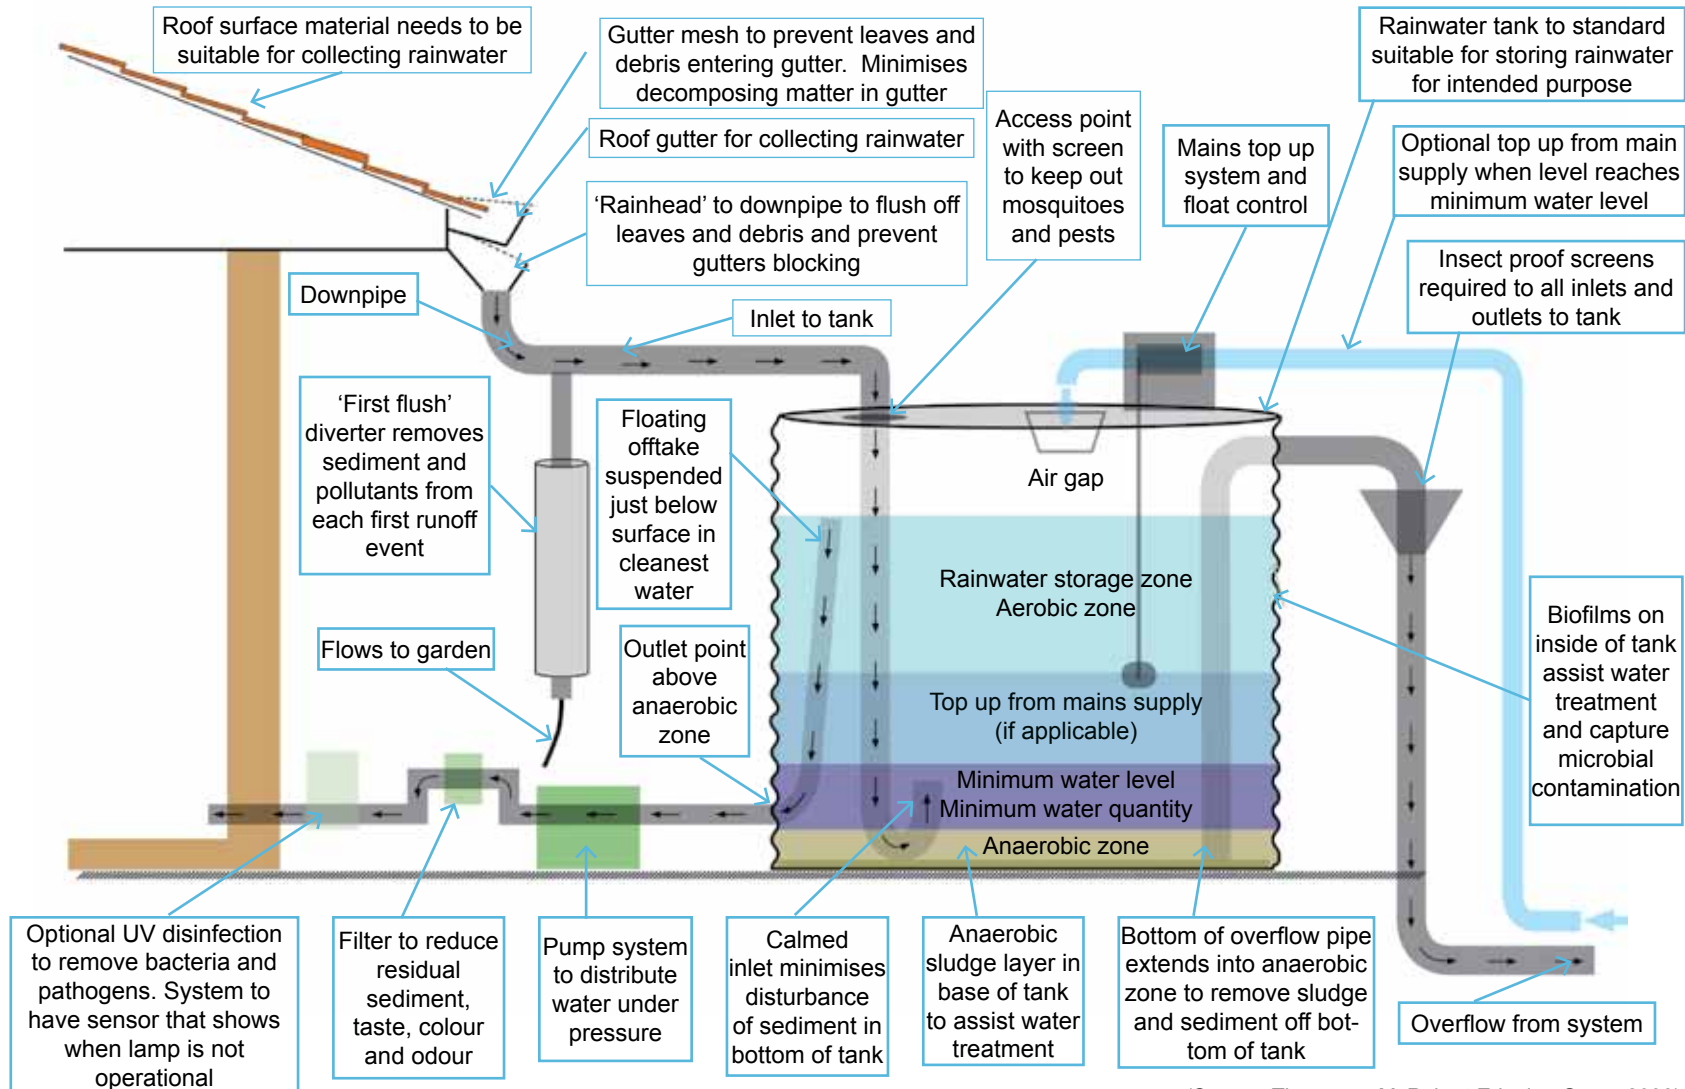 Roof surface material needs to be
suitable for collecting rainwater
Gutter mesh to prevent leaves and
debris entering gutter.  Minimises
decomposing matter in gutter
Roof gutter for collecting rainwater
‘Rainhead’ to downpipe to flush off
leaves and debris and prevent
gutters blocking
Access point
with screen
to keep out
mosquitoes
and pests
Mains top up
system and
float control
Rainwater tank to standard
suitable for storing rainwater
for intended purpose
Optional top up from main
supply when level reaches
minimum water level
Insect proof screens
required to all inlets and
outlets to tank
Downpipe
Inlet to tank
‘First flush’
diverter removes
sediment and
pollutants from
each first runoff
event
Floating
offtake
suspended
just below
surface in
cleanest
water
Air gap
Rainwater storage zone
Aerobic zone
Flows to garden
Outlet point
above
anaerobic
zone
Top up from mains supply
(if applicable)
Minimum water level
Minimum water quantity
Anaerobic zone
Biofilms on
inside of tank
assist water
treatment
and capture
microbial
contamination
Optional UV disinfection
to remove bacteria and
pathogens. System to
have sensor that shows
when lamp is not
operational
Filter to reduce
residual
sediment,
taste, colour
and odour
Pump system
to distribute
water under
pressure
Calmed
inlet minimises
disturbance
of sediment in
bottom of tank
Anaerobic
sludge layer in
base of tank
to assist water
treatment
Bottom of overflow pipe
extends into anaerobic
zone to remove sludge
and sediment off bot-
tom of tank
Overflow from system